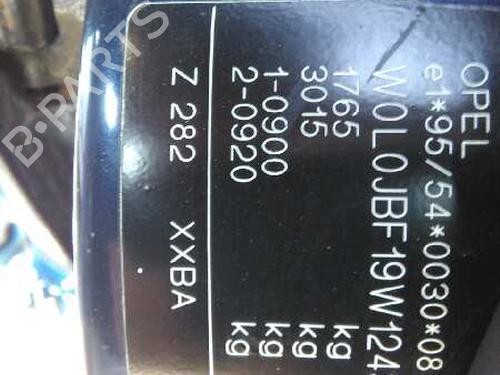 OPEL
e1*95/54*0030*08
W0L0JBF19W124
1765 kg
3015 kg
1-0900 kg
2-0920 kg
Z 282 XXBA
B-PARTS